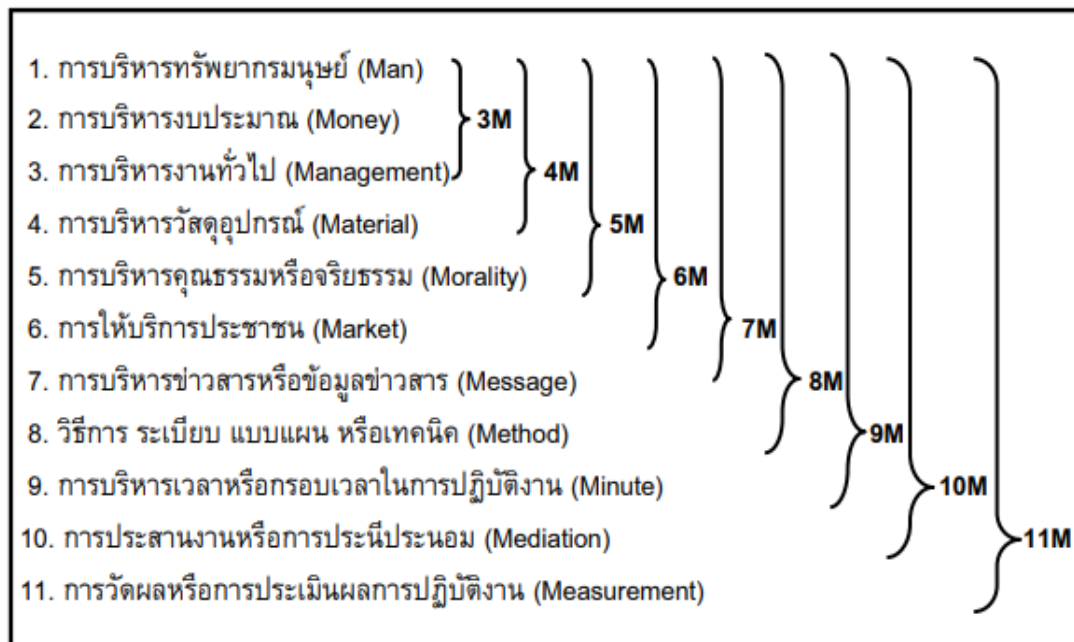 1. การบริหารทรัพยากรมนุษย์ (Man)
2. การบริหารงบประมาณ (Money) 3M
3. การบริหารงานทั่วไป (Management) 4M
4. การบริหารวัสดุอุปกรณ์ (Material) 5M
5. การบริหารคุณธรรมหรือจริยธรรม (Morality) 6M
6. การให้บริการประชาชน (Market) 7M
7. การบริหารข่าวสารหรือข้อมูลข่าวสาร (Message) 8M
8. วิธีการ ระเบียบ แบบแผน หรือเทคนิค (Method) 9M
9. การบริหารเวลาหรือกรอบเวลาในการปฏิบัติงาน (Minute) 10M
10. การประสานงานหรือการประนีประนอม (Mediation) 11M
11. การวัดผลหรือการประเมินผลการปฏิบัติงาน (Measurement)